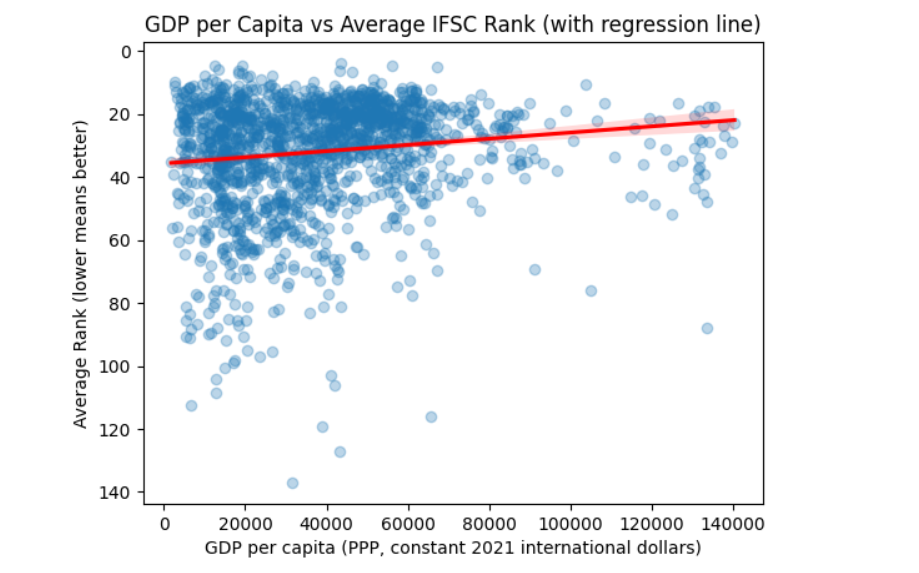 GDP per Capita vs Average IFSC Rank (with regression line)
Average Rank (lower means better)
0
20
40
60
80
100
120
140
0 20000 40000 60000 80000 100000 120000 140000
GDP per capita (PPP, constant 2021 international dollars)